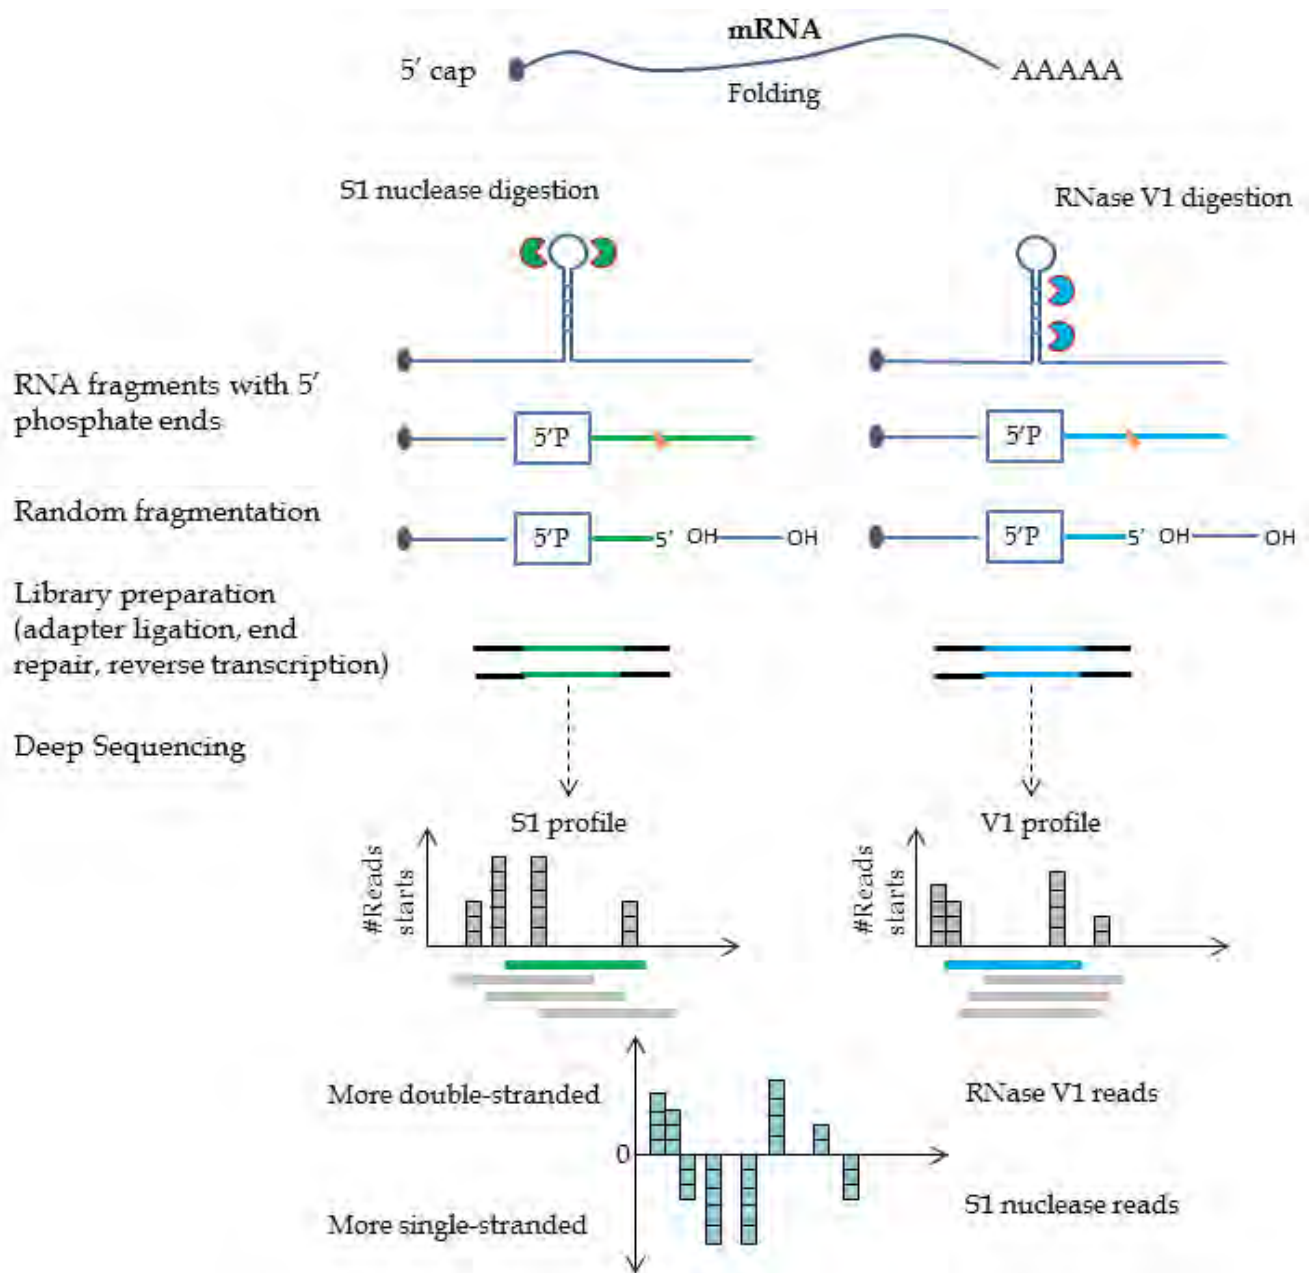 mRNA
5′ cap
AAAAA
Folding
S1 nuclease digestion
RNase V1 digestion
RNA fragments with 5′
phosphate ends
5′P
5′P
Random fragmentation
5′P
5′
OH
OH
5′P
5′
OH
OH
Library preparation
(adapter ligation, end
repair, reverse transcription)
Deep Sequencing
S1 profile
V1 profile
#Reads
starts
#Reads
starts
More double-stranded
RNase V1 reads
0
S1 nuclease reads
More single-stranded